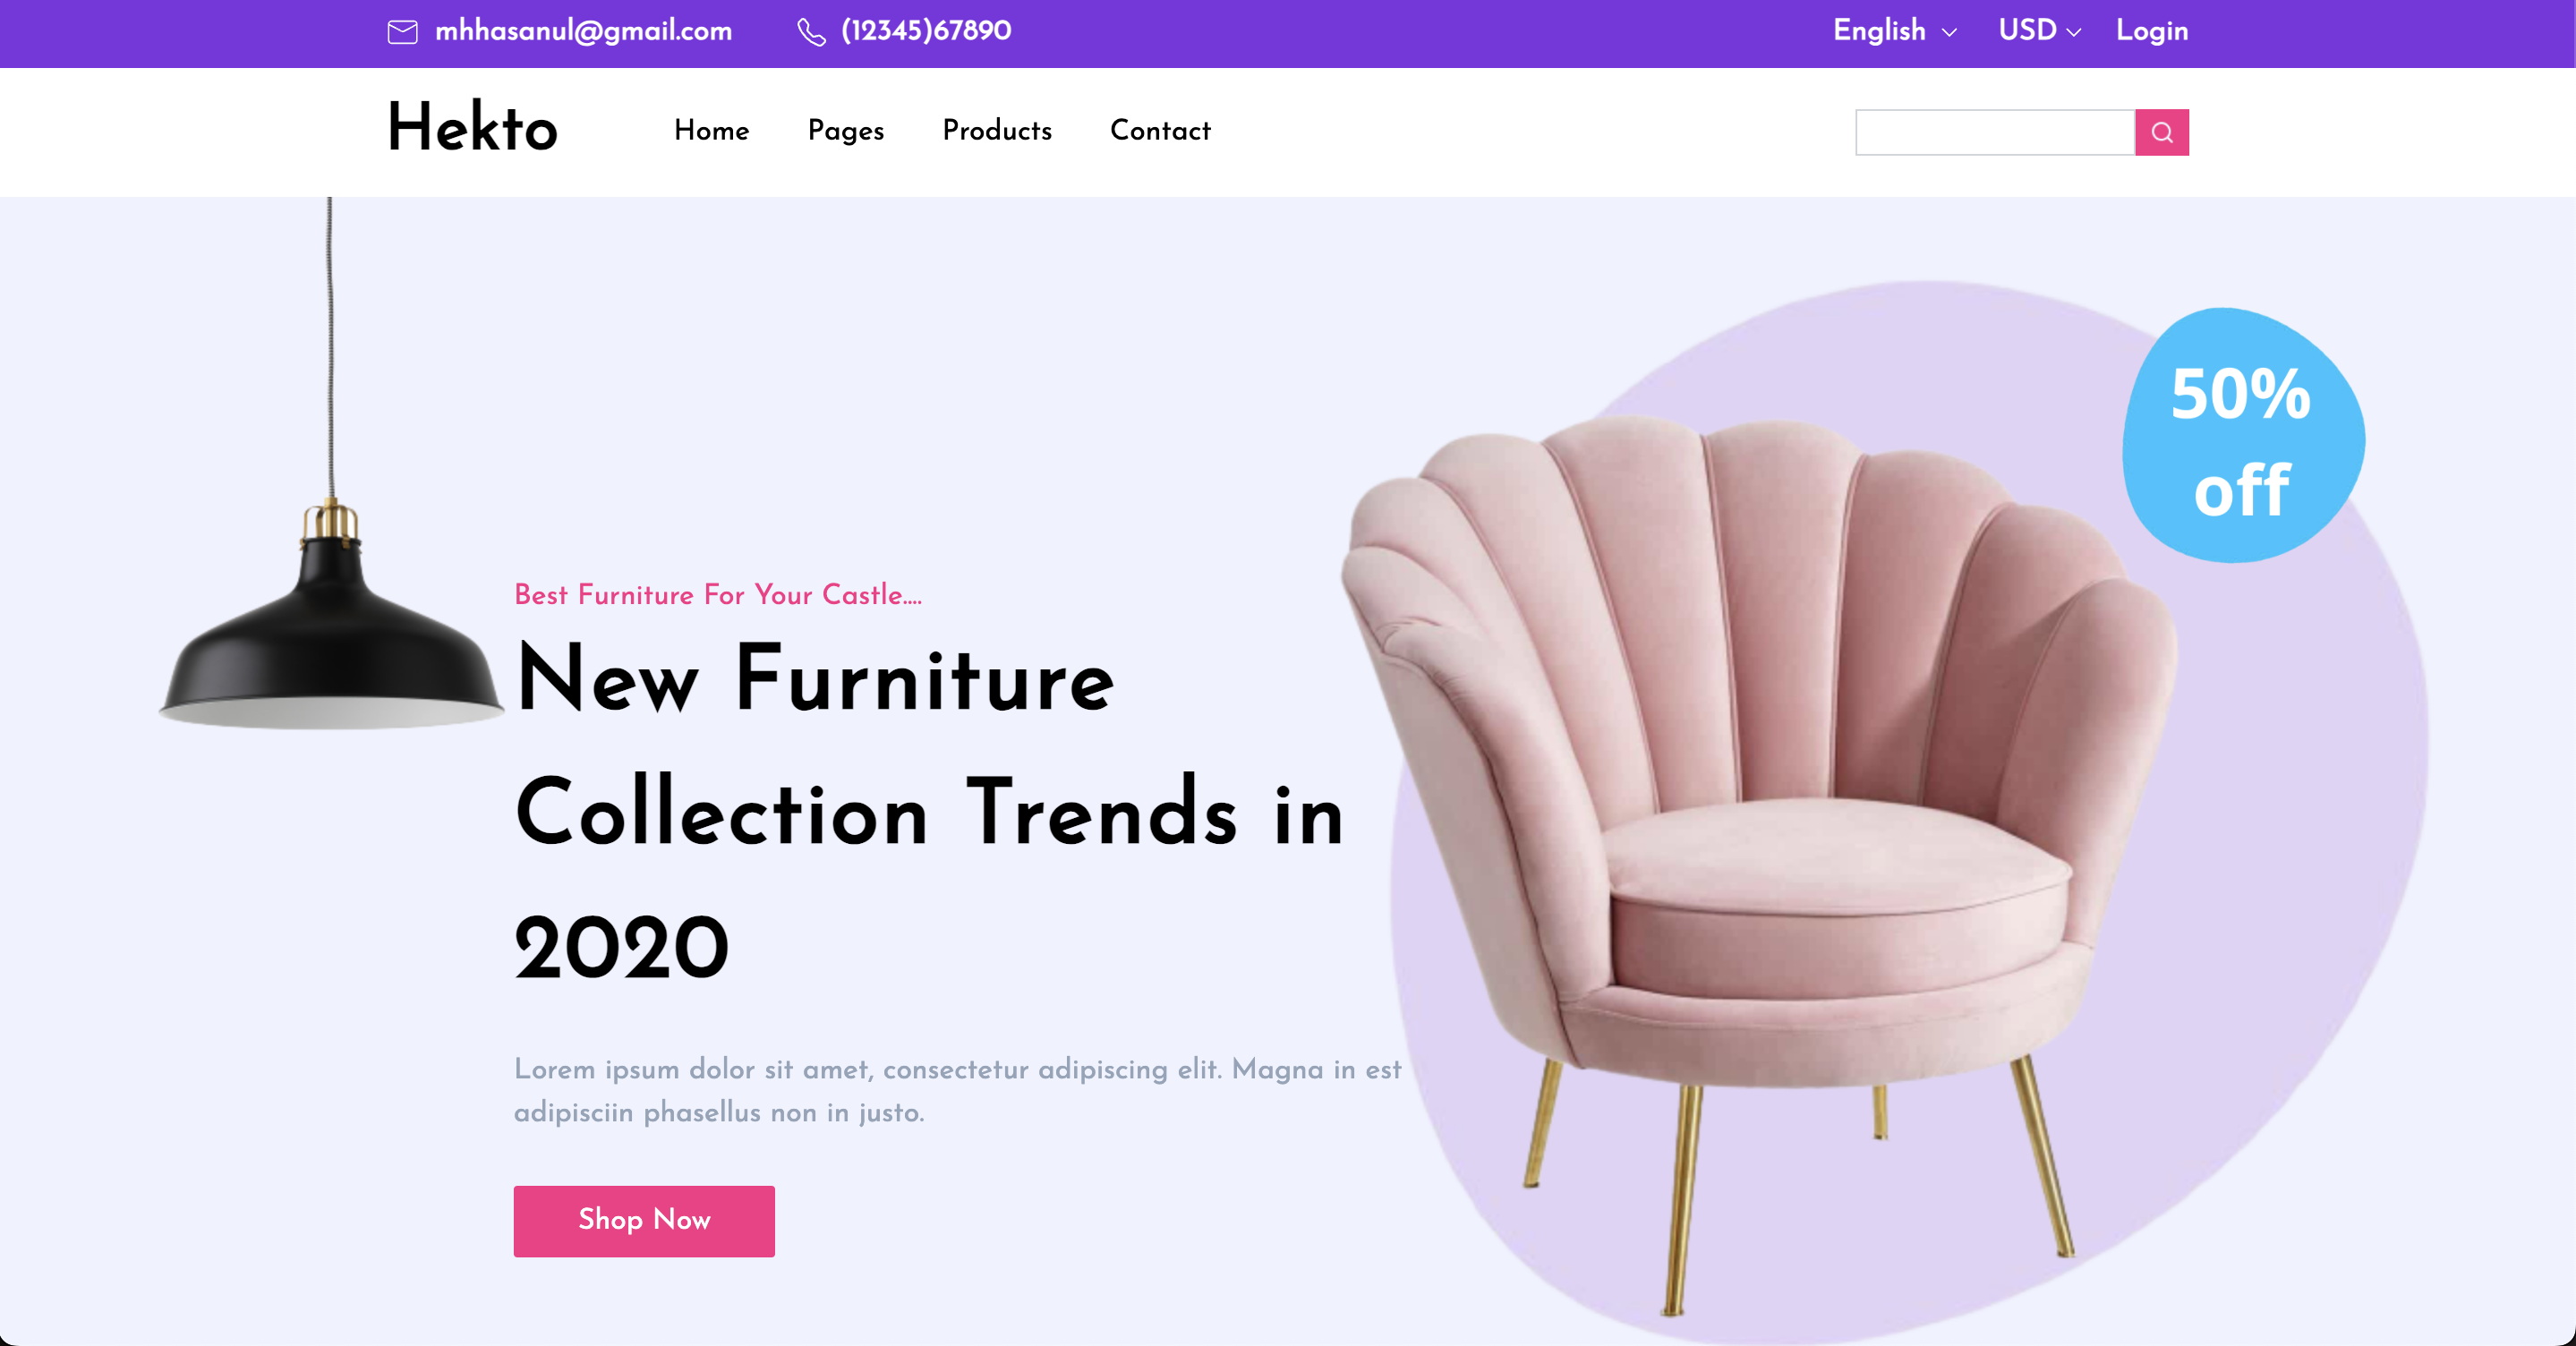 mhhasanul@gmail.com (12345)67890 English USD Login
Hekto Home Pages Products Contact
50%
off
Best Furniture For Your Castle....
New Furniture
Collection Trends in
2020
Lorem ipsum dolor sit amet, consectetur adipiscing elit. Magna in est
adipisciin phasellus non in justo.
Shop Now